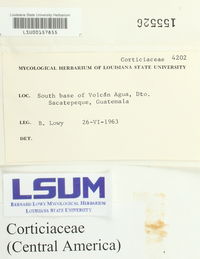 Louisiana State University Herbarium
LSU00157655
155526
Corticiaceae 4202
MYCOLOGICAL HERBARIUM OF LOUISIANA STATE UNIVERSITY
LOC. South base of Volcán Agua, Dto.
Sacatepequez, Guatemala
LEG. B. Lowy 26-VI-1963
DET.
LSUM
BERNARD LOWY MYCOLOGICAL HERBARIUM
LOUISIANA STATE UNIVERSITY
Corticiaceae
(Central America)